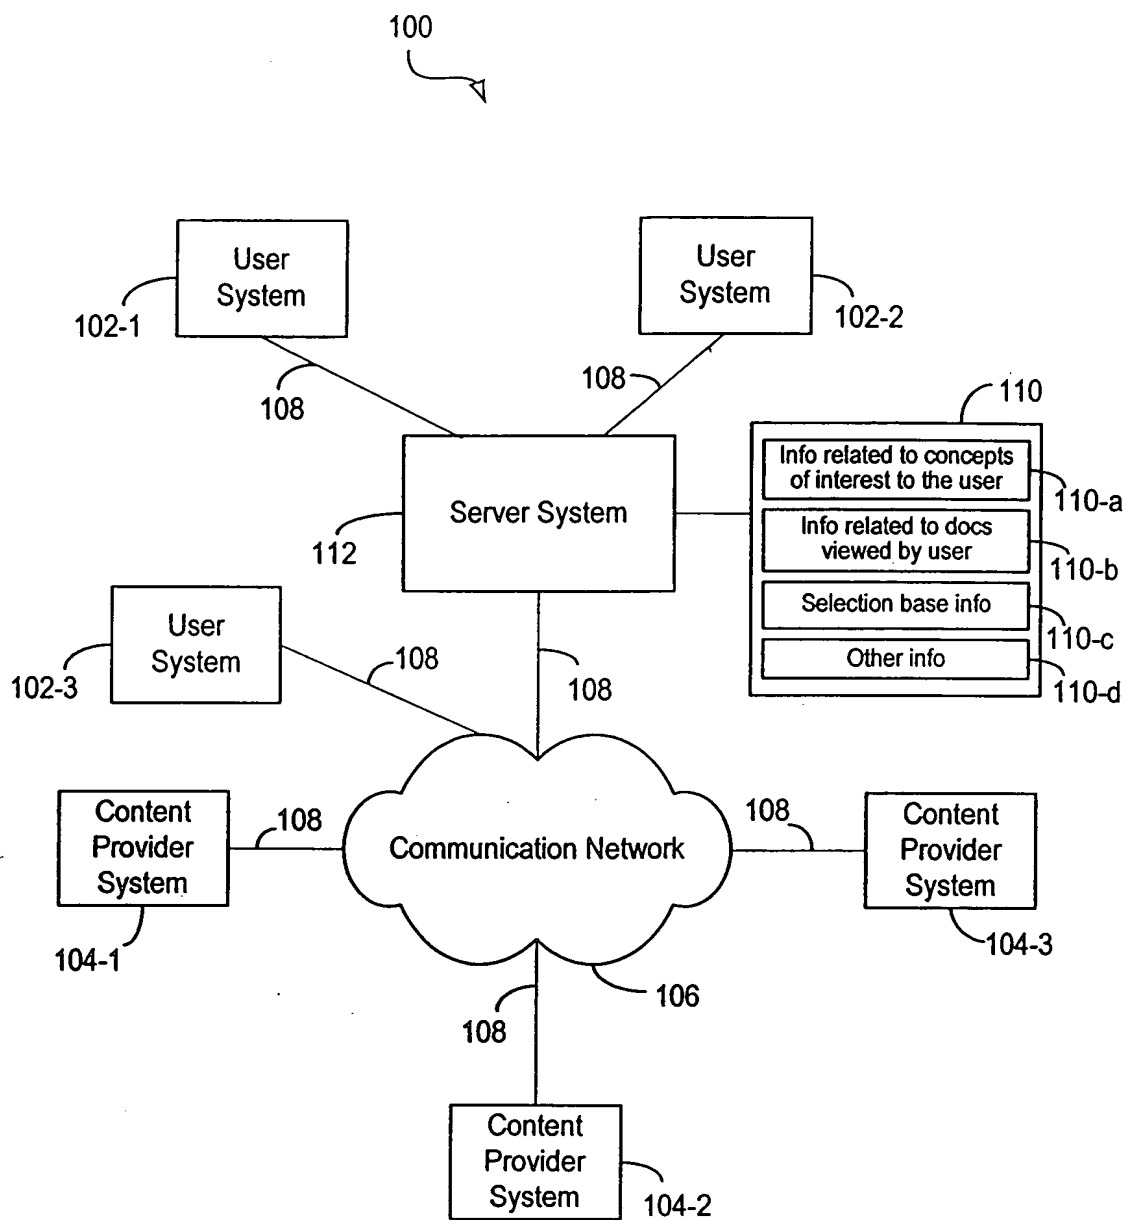 100
User
System
102-1
User
System
102-2
108
108
110
Info related to concepts
of interest to the user
110-a
Server System
112
Info related to docs
viewed by user
110-b
Selection base info
110-c
Other info
110-d
User
System
102-3
108
108
Content
Provider
System
104-1
108
Communication Network
108
Content
Provider
System
104-3
106
108
Content
Provider
System
104-2